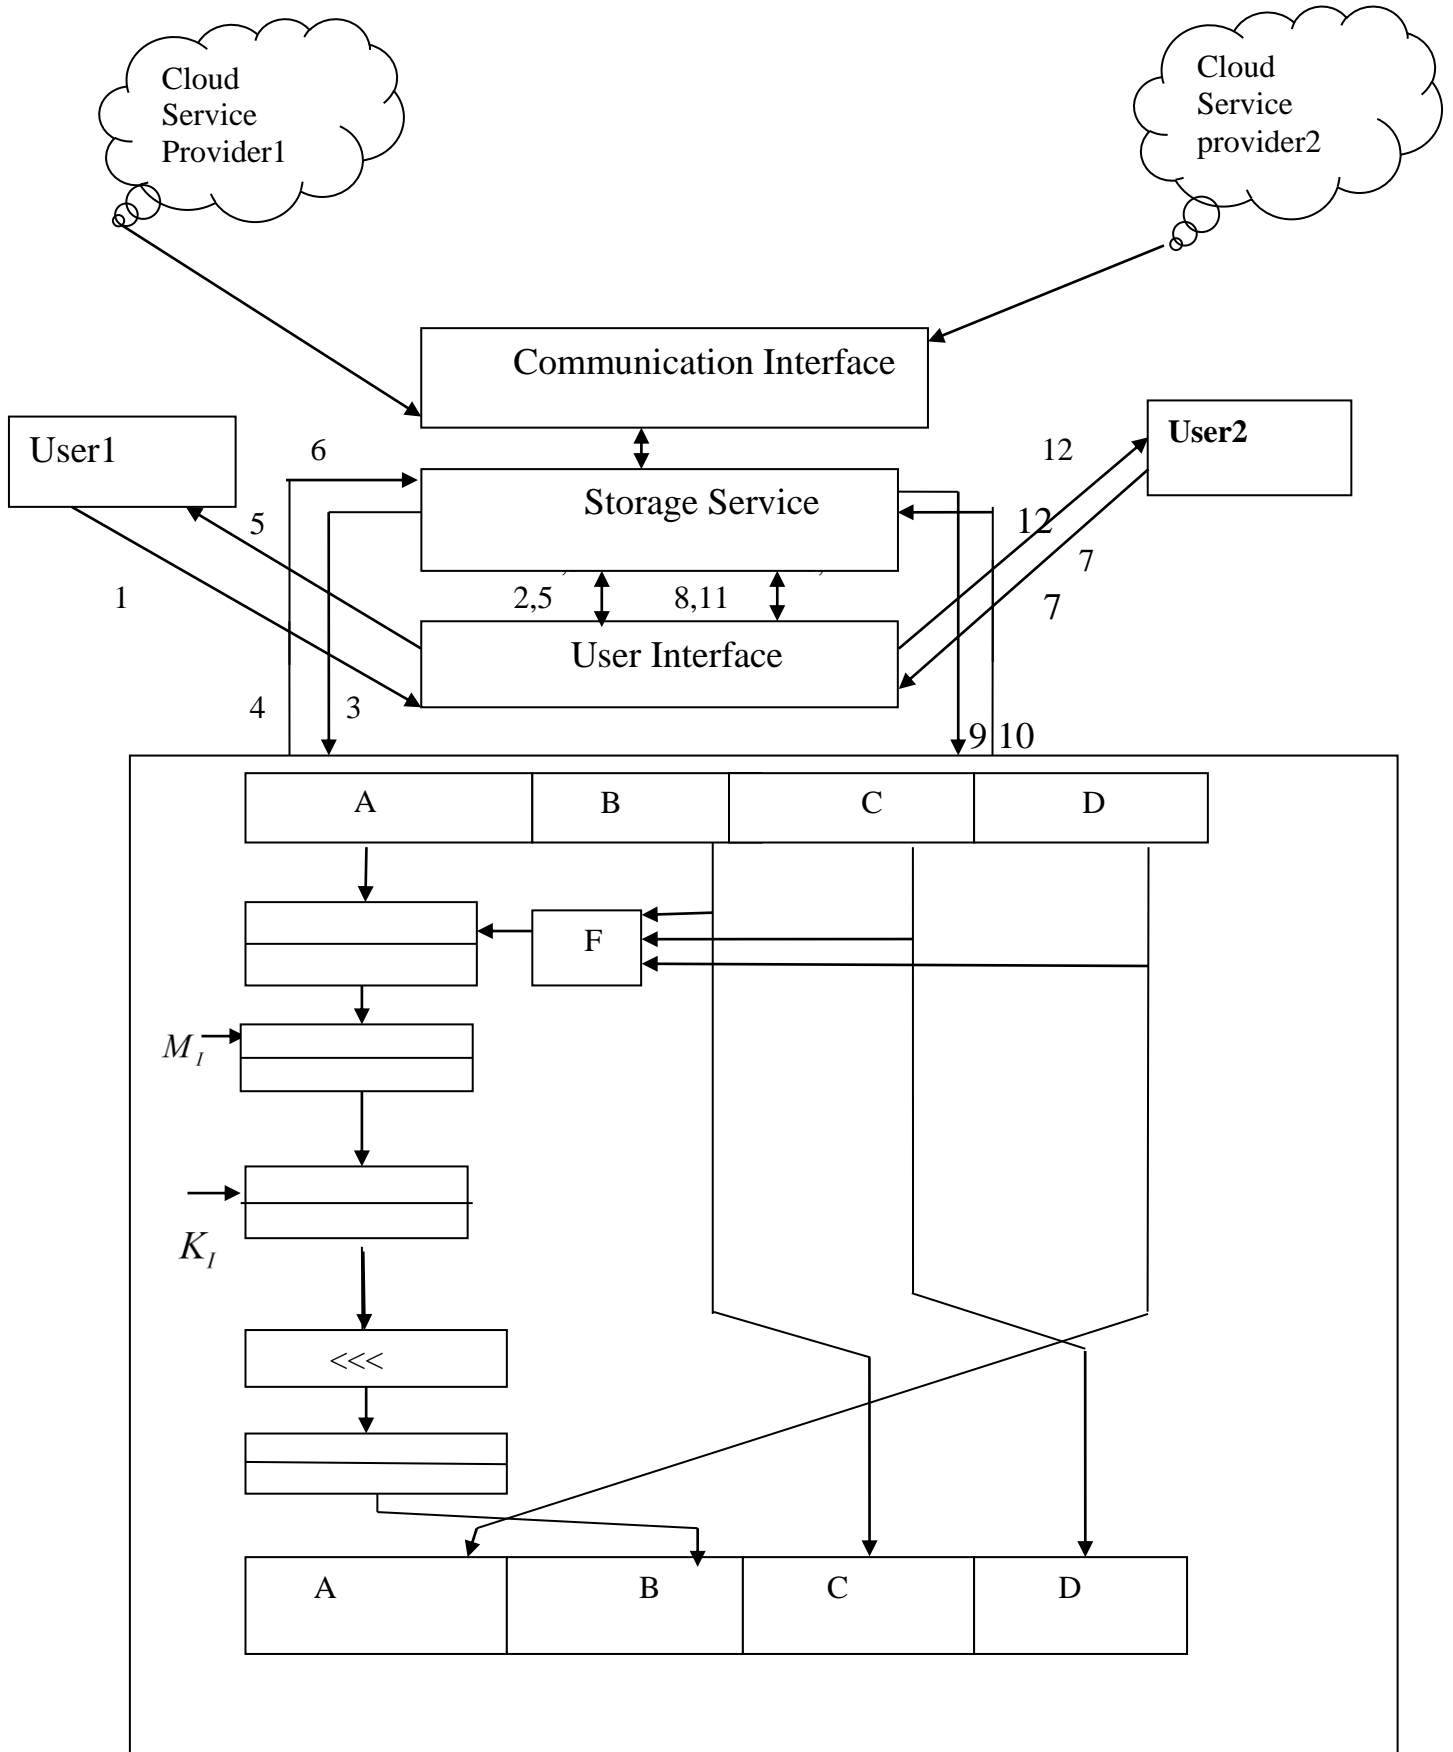 Cloud
Service
Provider1
Cloud
Service
provider2
Communication Interface
User1
User2
6
12
Storage Service
5
12
7
1
2,5
8,11
7
User Interface
4
3
9
10
A
B
C
D
F
M_I
K_I
<<<
A
B
C
D